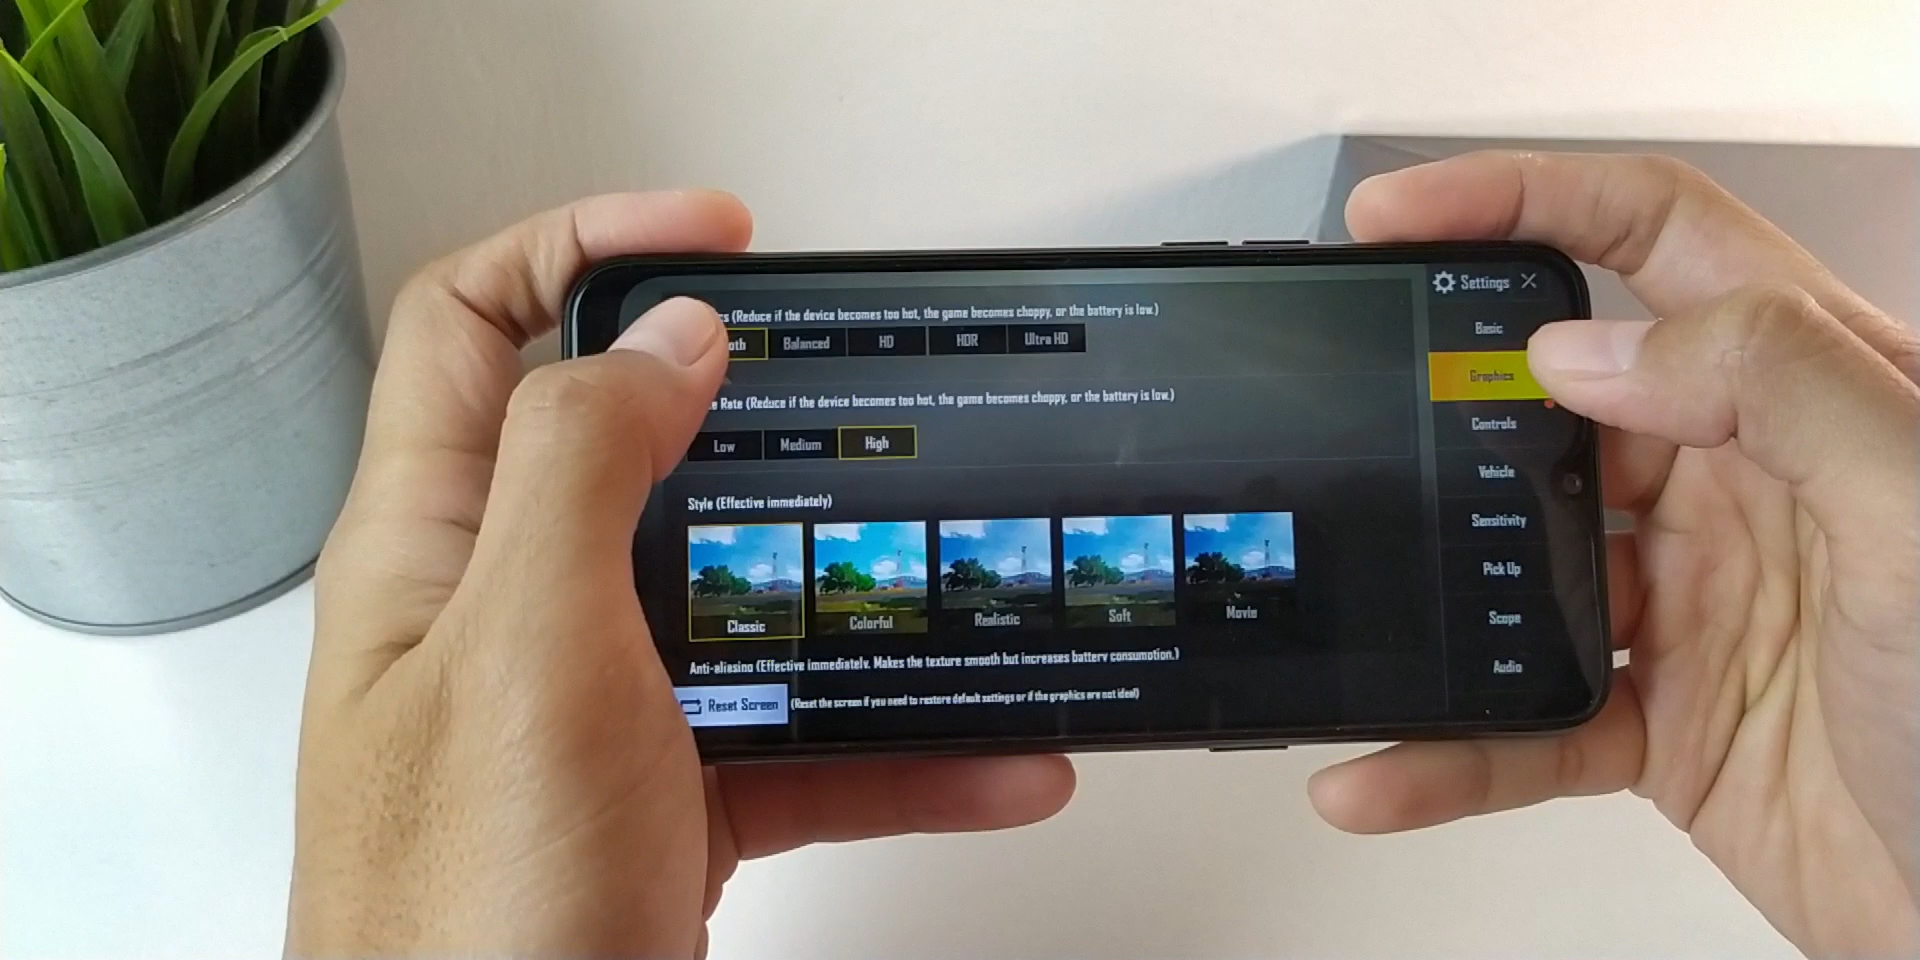 (Reduce if the device becomes too hot, the game becomes choppy, or the battery is low.)
Balanced HD HDR Ultra HD
Rate (Reduce if the device becomes too hot, the game becomes choppy, or the battery is low.)
Low Medium High
Style (Effective immediately)
Classic Colorful Realistic Soft Movie
Anti-aliasing (Effective immediately. Makes the texture smooth but increases battery consumption.)
Reset Screen (Reset the screen if you need to restore default settings or if the graphics are not ideal)
Settings
Basic
Graphics
Controls
Vehicle
Sensitivity
Pick Up
Scope
Audio